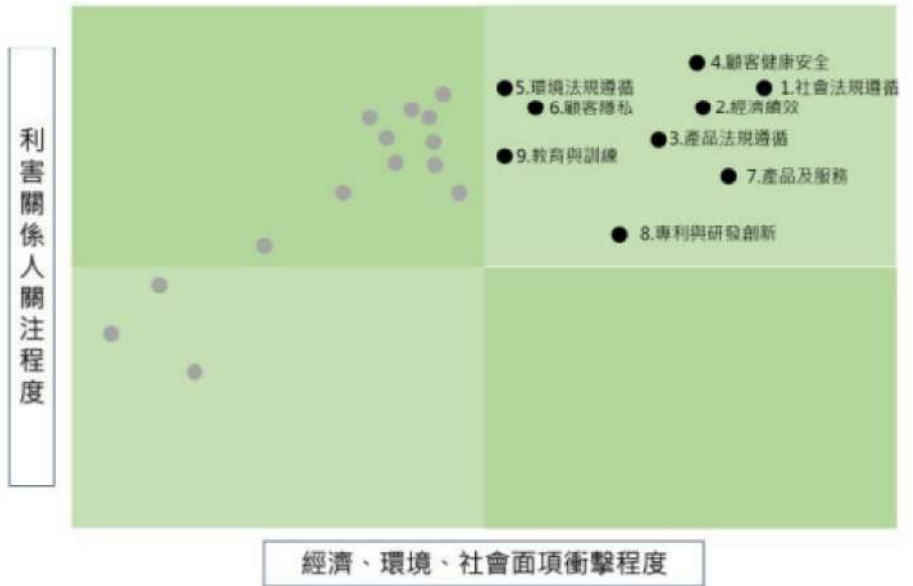 利害關係人關注程度
4.顧客健康安全
5.環境法規遵循
1.社會法規遵循
6.顧客隱私
2.經濟績效
3.產品法規遵循
9.教育與訓練
7.產品及服務
8.專利與研發創新
經濟、環境、社會面項衝擊程度